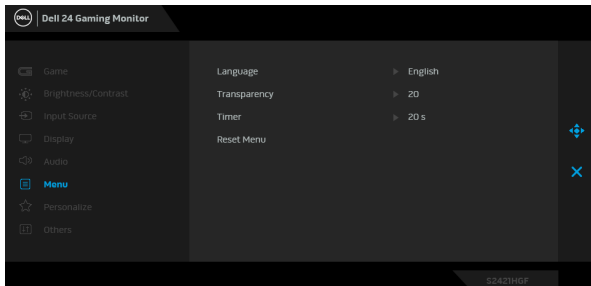 DELL Dell 24 Gaming Monitor
Game
Brightness/Contrast
Input Source
Display
Audio
Menu
Personalize
Others
Language English
Transparency 20
Timer 20 s
Reset Menu
S2421HGF